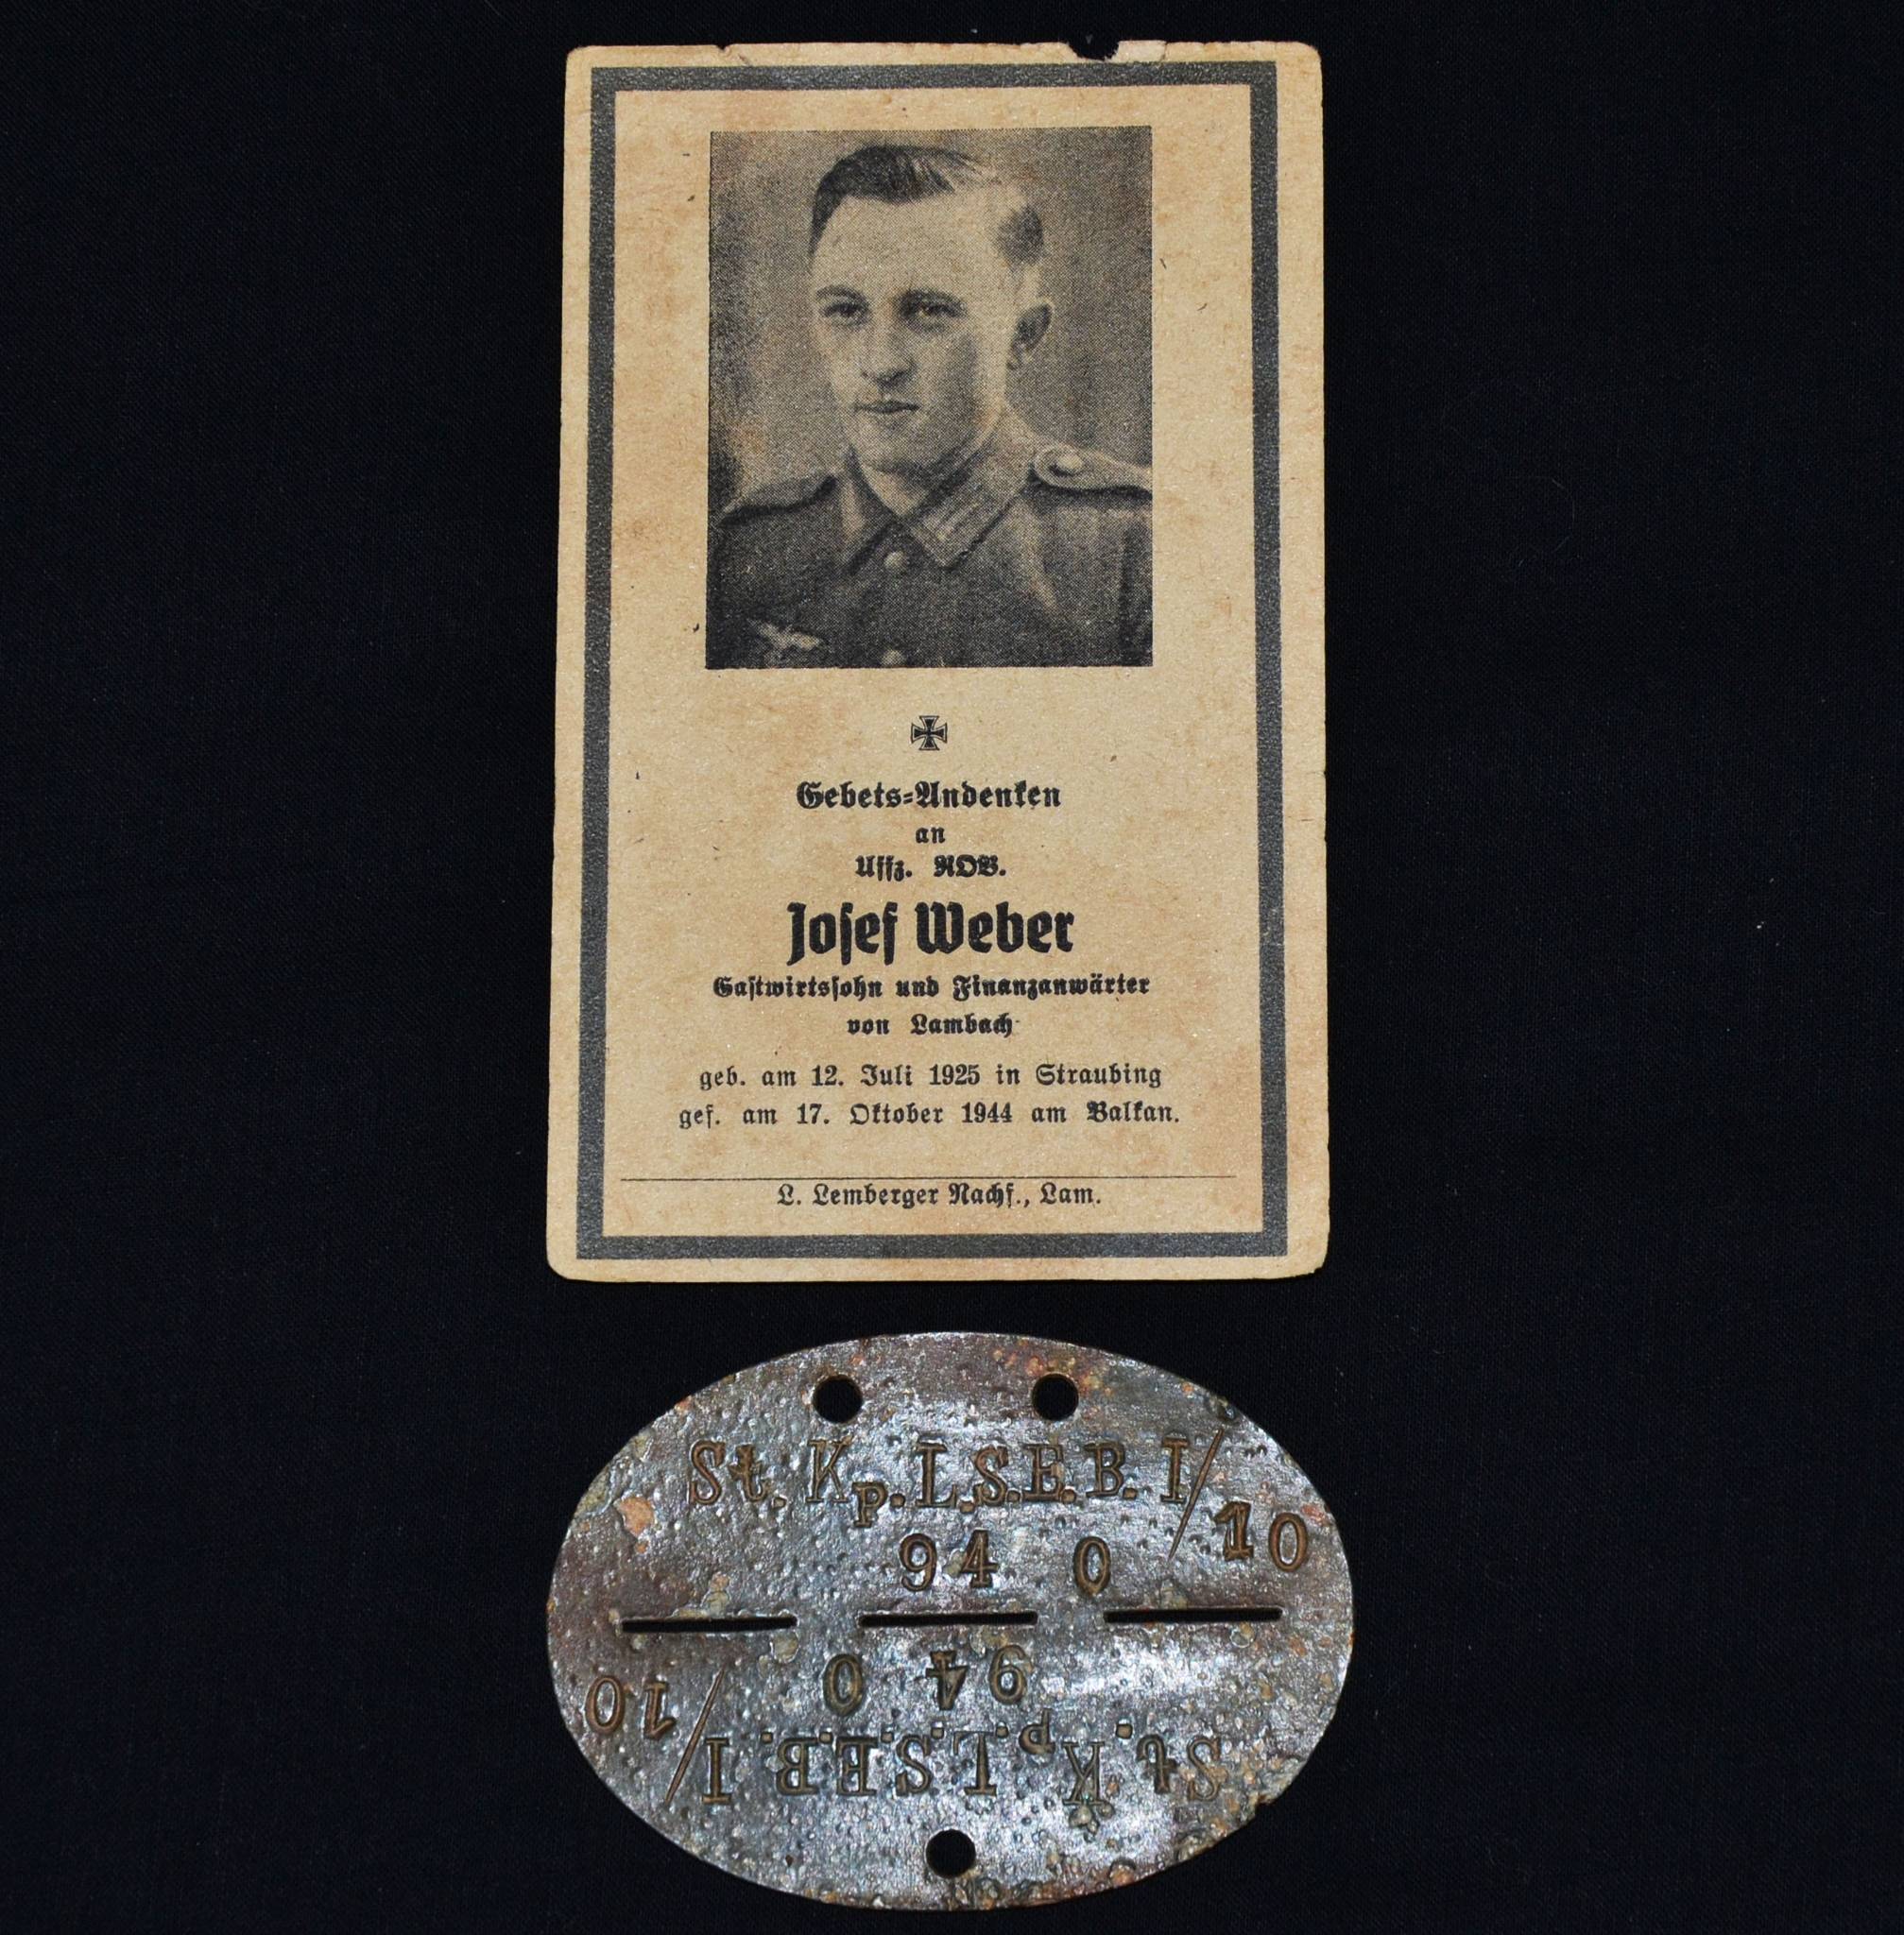 Gebets=Andenken
an
Uffz. ROB.
Josef Weber
Gastwirtssohn und Finanzanwärter
von Lambach
geb. am 12. Juli 1925 in Straubing
gef. am 17. Oktober 1944 am Balkan.
L. Lemberger Nachf., Lam.
St. Kp. L.S.E.B. I/10
94 0
94 0
St. Kp. L.S.E.B. I/10